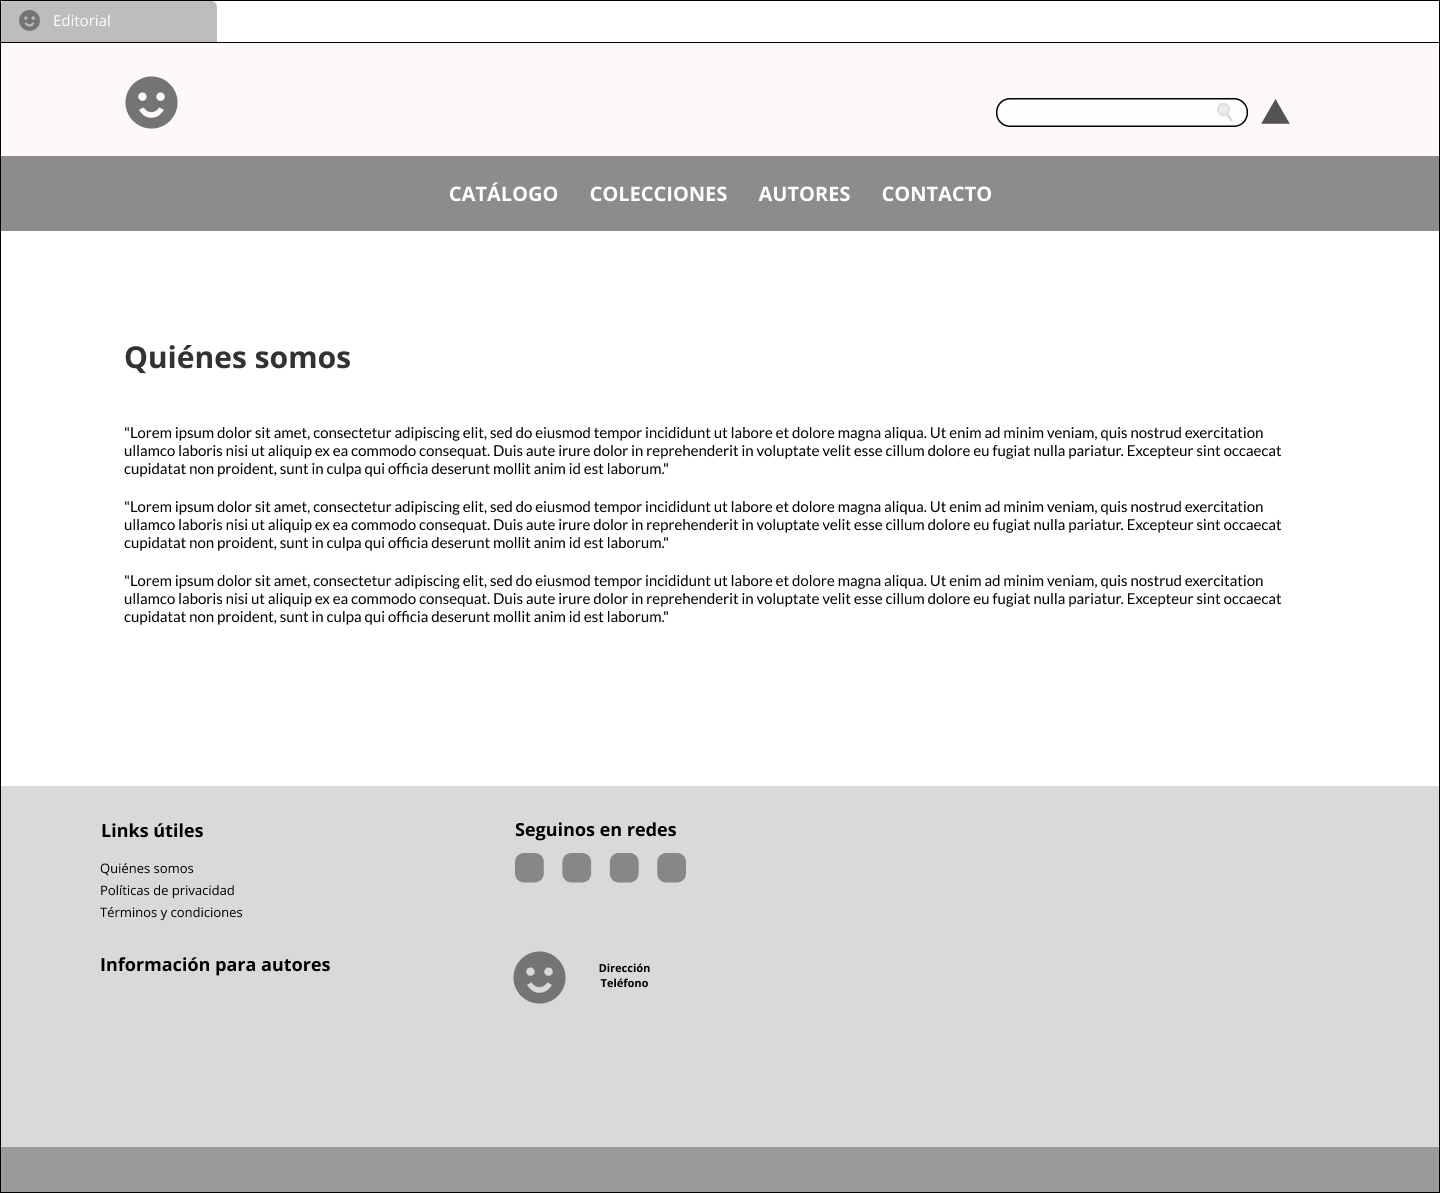 Editorial
CATÁLOGO COLECCIONES AUTORES CONTACTO
Quiénes somos
"Lorem ipsum dolor sit amet, consectetur adipiscing elit, sed do eiusmod tempor incididunt ut labore et dolore magna aliqua. Ut enim ad minim veniam, quis nostrud exercitation
ullamco laboris nisi ut aliquip ex ea commodo consequat. Duis aute irure dolor in reprehenderit in voluptate velit esse cillum dolore eu fugiat nulla pariatur. Excepteur sint occaecat
cupidatat non proident, sunt in culpa qui officia deserunt mollit anim id est laborum."
"Lorem ipsum dolor sit amet, consectetur adipiscing elit, sed do eiusmod tempor incididunt ut labore et dolore magna aliqua. Ut enim ad minim veniam, quis nostrud exercitation
ullamco laboris nisi ut aliquip ex ea commodo consequat. Duis aute irure dolor in reprehenderit in voluptate velit esse cillum dolore eu fugiat nulla pariatur. Excepteur sint occaecat
cupidatat non proident, sunt in culpa qui officia deserunt mollit anim id est laborum."
"Lorem ipsum dolor sit amet, consectetur adipiscing elit, sed do eiusmod tempor incididunt ut labore et dolore magna aliqua. Ut enim ad minim veniam, quis nostrud exercitation
ullamco laboris nisi ut aliquip ex ea commodo consequat. Duis aute irure dolor in reprehenderit in voluptate velit esse cillum dolore eu fugiat nulla pariatur. Excepteur sint occaecat
cupidatat non proident, sunt in culpa qui officia deserunt mollit anim id est laborum."
Links útiles
Quiénes somos
Políticas de privacidad
Términos y condiciones
Información para autores
Seguinos en redes
Dirección
Teléfono